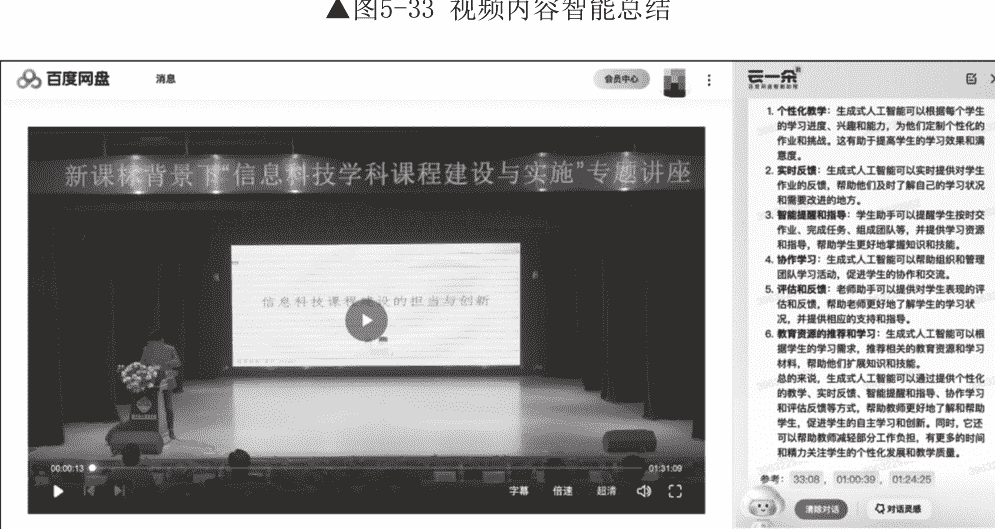 ▲图5-33 视频内容智能总结
百度网盘
消息
会员中心
云一朵
百度网盘智能助理
新课标背景下“信息科技学科课程建设与实施”专题讲座
信息科技课程建设的担当与创新
00:00:13
01:31:09
字幕 倍速 超清
1. 个性化教学：生成式人工智能可以根据每个学生
的学习进度、兴趣和能力，为他们定制个性化的
作业和挑战。这有助于提高学生的学习效果和满
意度。
2. 实时反馈：生成式人工智能可以实时提供对学生
作业的反馈，帮助他们及时了解自己的学习状况
和需要改进的地方。
3. 智能提醒和指导：学生助手可以提醒学生按时交
作业、完成任务、组成团队等，并提供学习资源
和指导，帮助学生更好地掌握知识和技能。
4. 协作学习：生成式人工智能可以帮助组织和管理
团队学习活动，促进学生的协作和交流。
5. 评估和反馈：老师助手可以提供对学生表现的评
估和反馈，帮助老师更好地了解学生的学习状
况，并提供相应的支持和指导。
6. 教育资源的推荐和学习：生成式人工智能可以根
据学生的学习需求，推荐相关的教育资源和学习
材料，帮助他们扩展知识和技能。
总的来说，生成式人工智能可以通过提供个性化
的教学、实时反馈、智能提醒和指导、协作学习
和评估反馈等方式，帮助教师更好地了解和帮助
学生，促进学生的自主学习和创新。同时，它还
可以帮助教师减轻部分工作负担，有更多的时间
和精力关注学生的个性化发展和教学质量。
参考： 33:08 ， 01:00:39 ， 01:24:25
清除对话
对话灵感